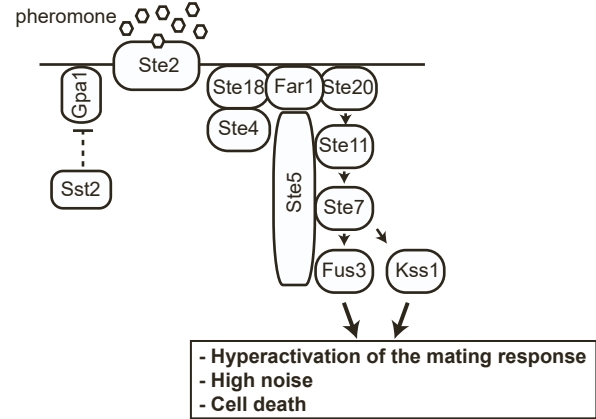 pheromone
Ste2
Gpa1
Ste18
Far1
Ste20
Ste4
Ste11
Sst2
Ste5
Ste7
Fus3
Kss1
- Hyperactivation of the mating response
- High noise
- Cell death